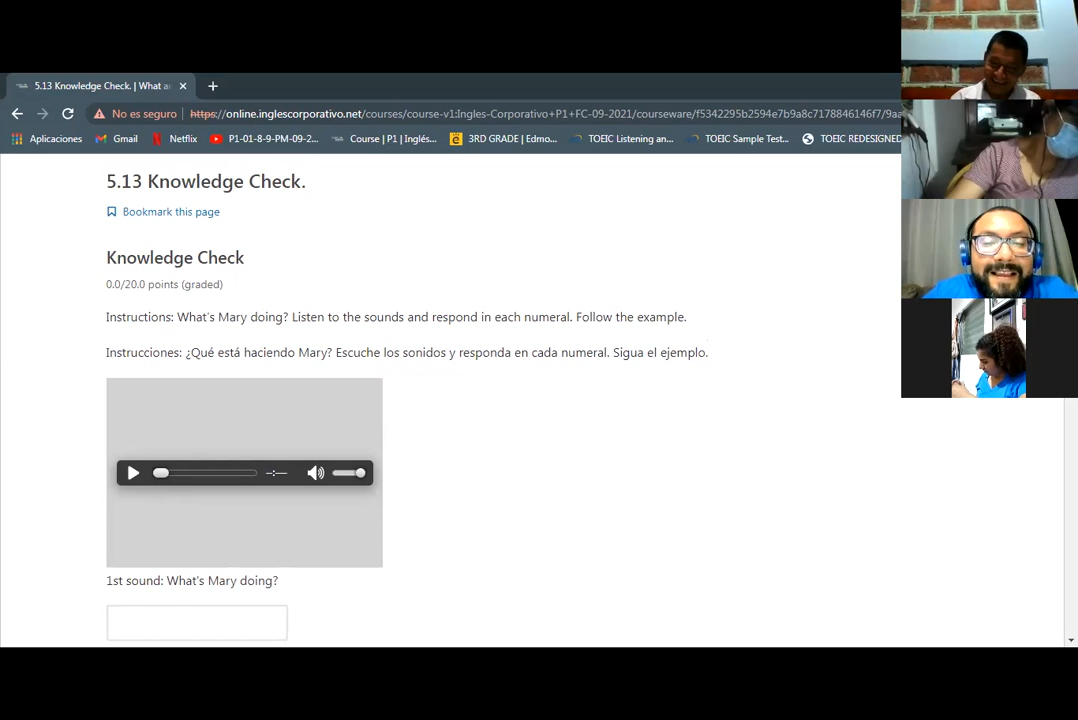 5.13 Knowledge Check. | What a
No es seguro
https://online.inglescorporativo.net/courses/course-v1:Ingles-Corporativo+P1+FC-09-2021/courseware/f5342295b2594e7b9a8c7178846146f7/9aa
Aplicaciones Gmail Netflix P1-01-8-9-PM-09-2... Course | P1 | Inglés... 3RD GRADE | Edmo... TOEIC Listening an... TOEIC Sample Test... TOEIC REDESIGNED
5.13 Knowledge Check.
Bookmark this page
Knowledge Check
0.0/20.0 points (graded)
Instructions: What's Mary doing? Listen to the sounds and respond in each numeral. Follow the example.
Instrucciones: ¿Qué está haciendo Mary? Escuche los sonidos y responda en cada numeral. Sigua el ejemplo.
-:--
1st sound: What's Mary doing?